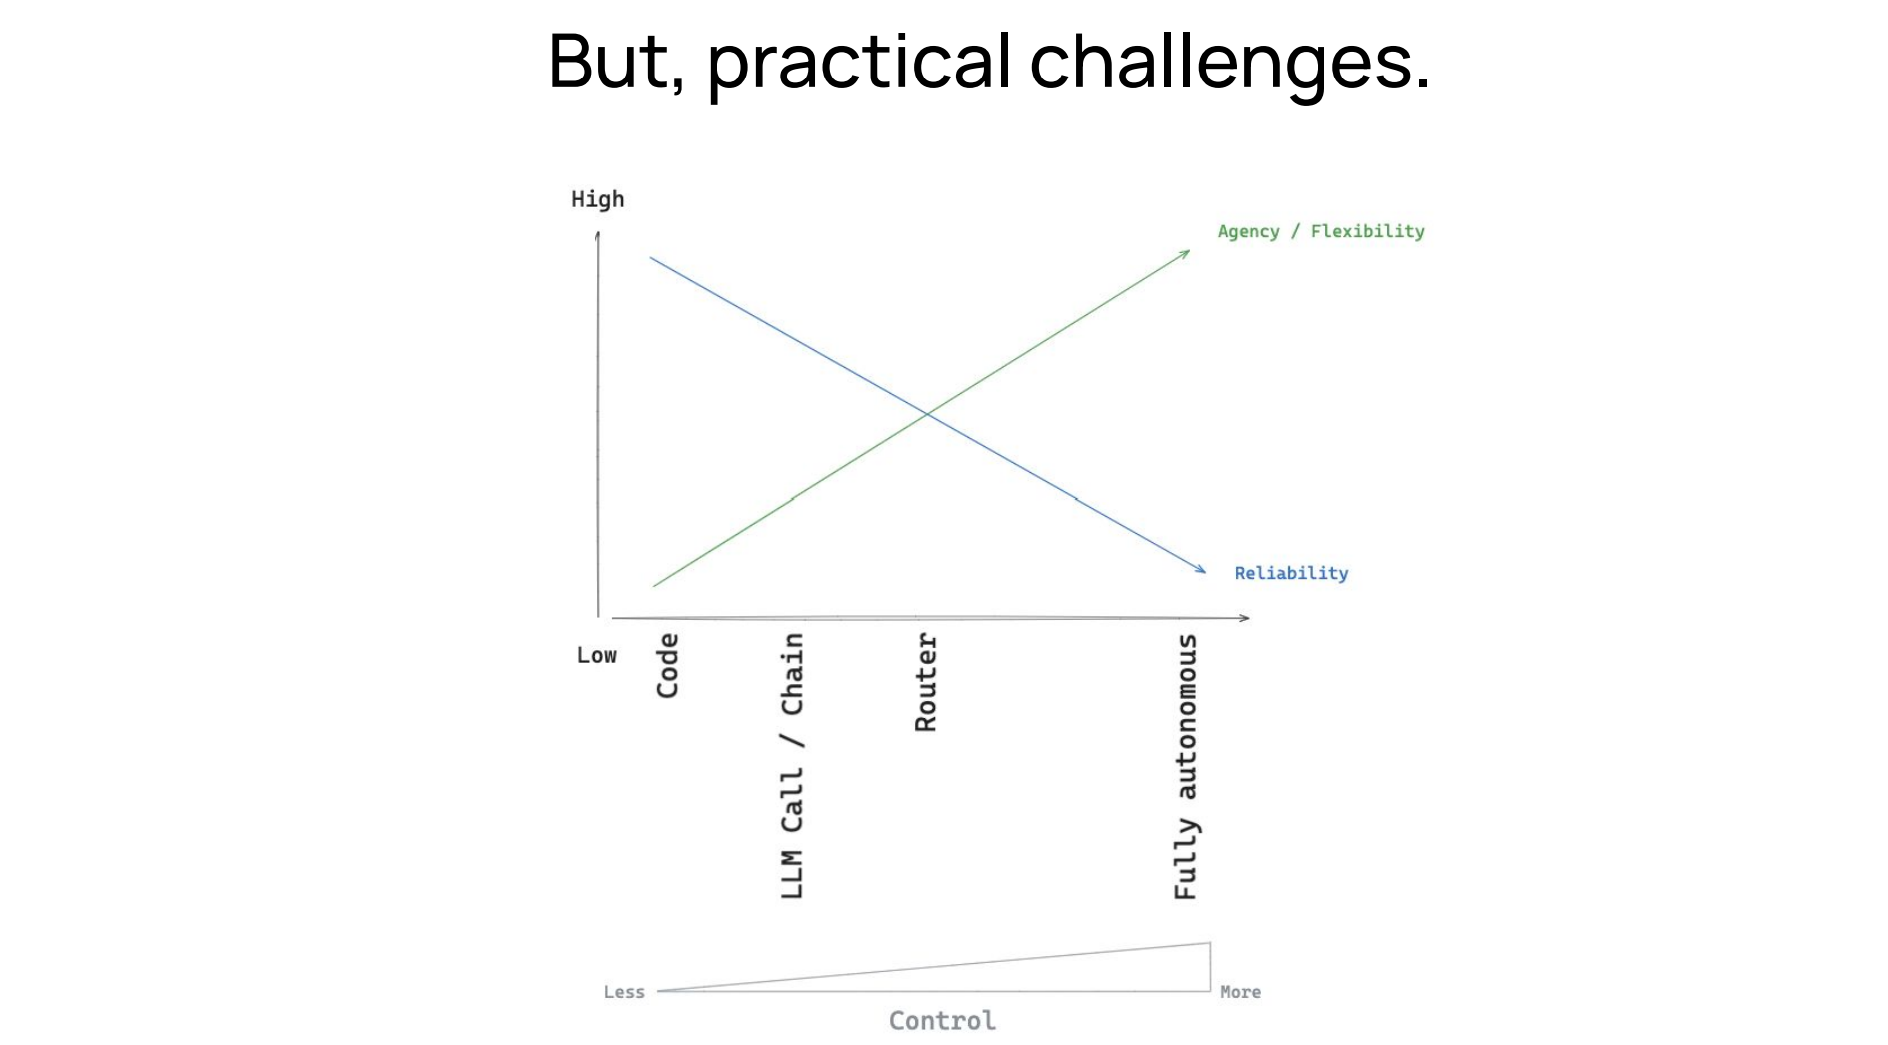 But, practical challenges.
High
Agency / Flexibility
Reliability
Low
Code
LLM Call / Chain
Router
Fully autonomous
Less
More
Control